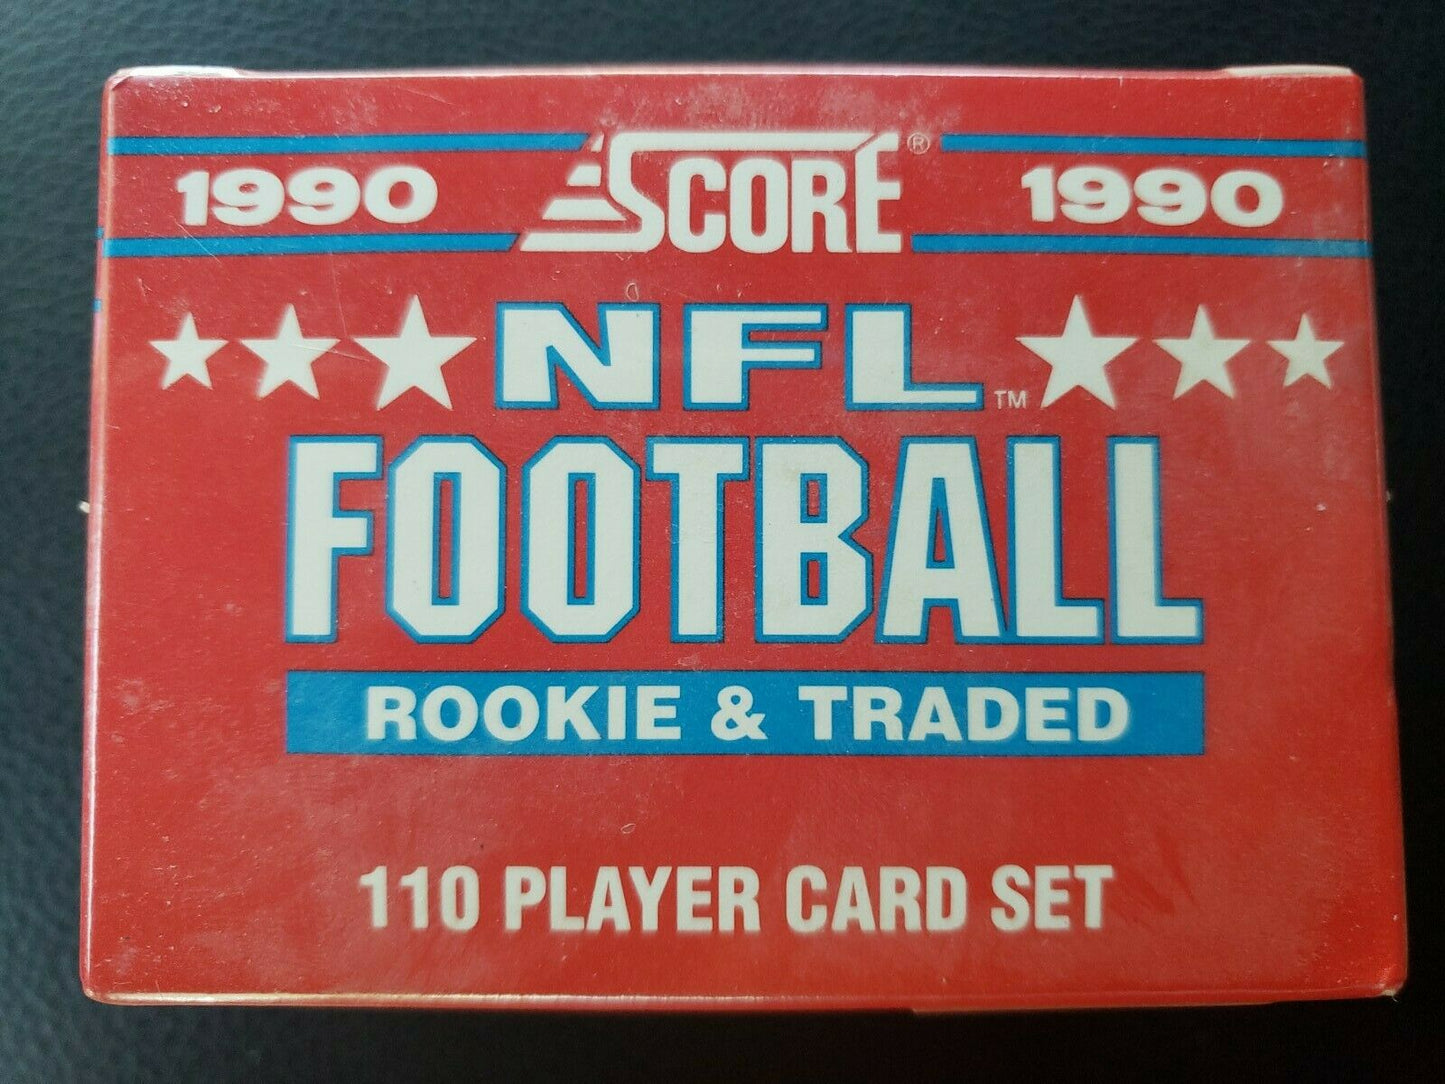 1990 SCORE® 1990
NFL™
FOOTBALL
ROOKIE & TRADED
110 PLAYER CARD SET